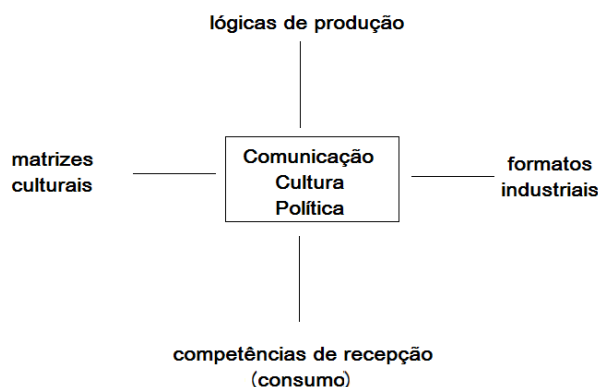 lógicas de produção
matrizes
culturais
Comunicação
Cultura
Política
formatos
industriais
competências de recepção
(consumo)